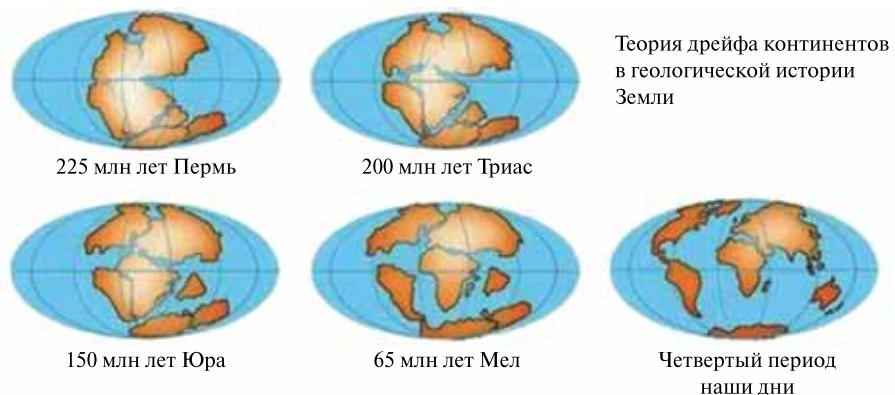 Теория дрейфа континентов
в геологической истории
Земли
225 млн лет Пермь
200 млн лет Триас
150 млн лет Юра
65 млн лет Мел
Четвертый период
наши дни